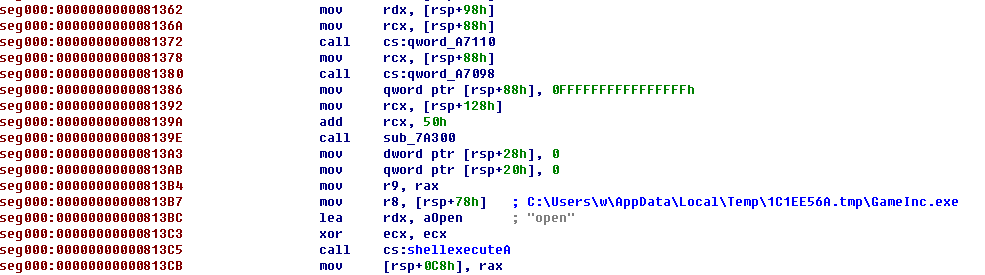 seg000:0000000000081362 mov rdx, [rsp+98h]
seg000:000000000008136A mov rcx, [rsp+88h]
seg000:0000000000081372 call cs:qword_A7110
seg000:0000000000081378 mov rcx, [rsp+88h]
seg000:0000000000081380 call cs:qword_A7098
seg000:0000000000081386 mov qword ptr [rsp+88h], 0FFFFFFFFFFFFFFFFh
seg000:0000000000081392 mov rcx, [rsp+128h]
seg000:000000000008139A add rcx, 50h
seg000:000000000008139E call sub_7A300
seg000:00000000000813A3 mov dword ptr [rsp+28h], 0
seg000:00000000000813AB mov qword ptr [rsp+20h], 0
seg000:00000000000813B4 mov r9, rax
seg000:00000000000813B7 mov r8, [rsp+78h] ; C:\Users\w\AppData\Local\Temp\1C1EE56A.tmp\GameInc.exe
seg000:00000000000813BC lea rdx, aOpen ; "open"
seg000:00000000000813C3 xor ecx, ecx
seg000:00000000000813C5 call cs:shellexecuteA
seg000:00000000000813CB mov [rsp+0C8h], rax